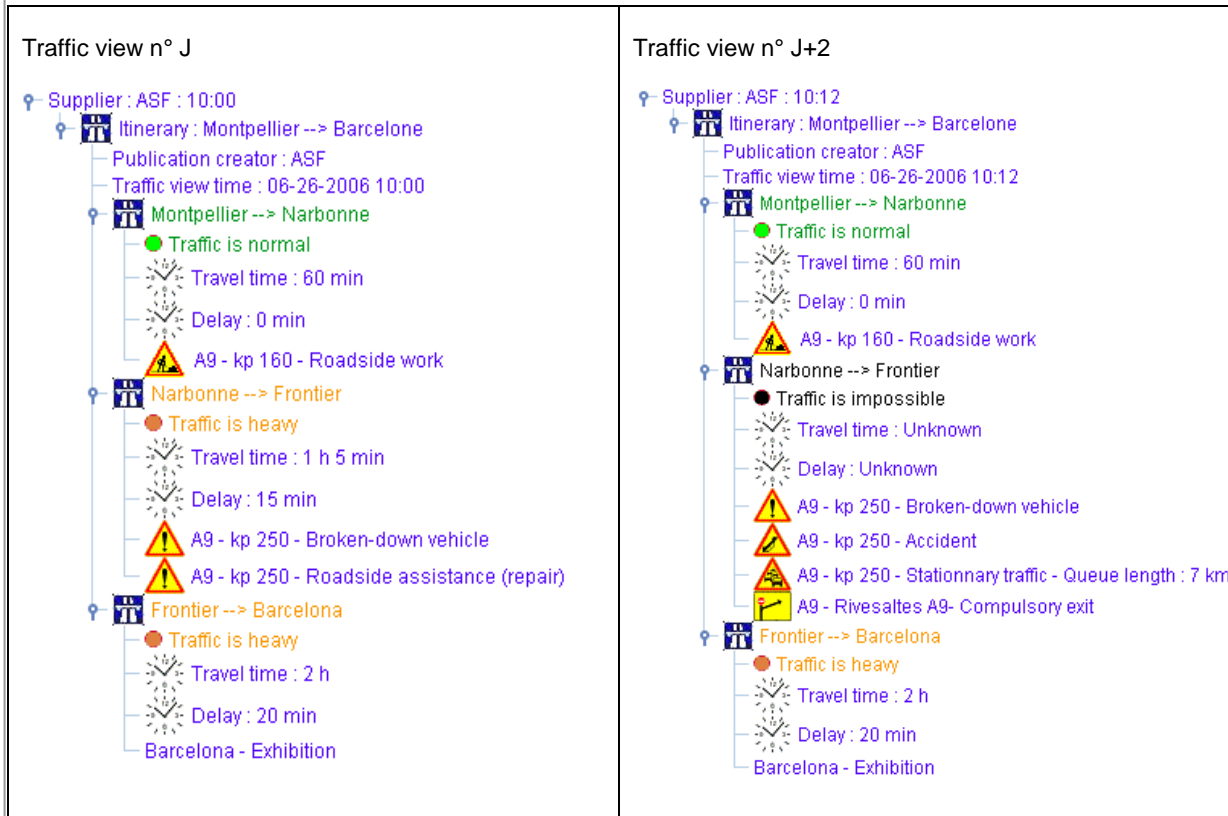 Traffic view n° J
Supplier : ASF : 10:00
Itinerary : Montpellier --> Barcelone
Publication creator : ASF
Traffic view time : 06-26-2006 10:00
Montpellier --> Narbonne
Traffic is normal
Travel time : 60 min
Delay : 0 min
A9 - kp 160 - Roadside work
Narbonne --> Frontier
Traffic is heavy
Travel time : 1 h 5 min
Delay : 15 min
A9 - kp 250 - Broken-down vehicle
A9 - kp 250 - Roadside assistance (repair)
Frontier --> Barcelona
Traffic is heavy
Travel time : 2 h
Delay : 20 min
Barcelona - Exhibition
Traffic view n° J+2
Supplier : ASF : 10:12
Itinerary : Montpellier --> Barcelone
Publication creator : ASF
Traffic view time : 06-26-2006 10:12
Montpellier --> Narbonne
Traffic is normal
Travel time : 60 min
Delay : 0 min
A9 - kp 160 - Roadside work
Narbonne --> Frontier
Traffic is impossible
Travel time : Unknown
Delay : Unknown
A9 - kp 250 - Broken-down vehicle
A9 - kp 250 - Accident
A9 - kp 250 - Stationnary traffic - Queue length : 7 km
A9 - Rivesaltes A9- Compulsory exit
Frontier --> Barcelona
Traffic is heavy
Travel time : 2 h
Delay : 20 min
Barcelona - Exhibition